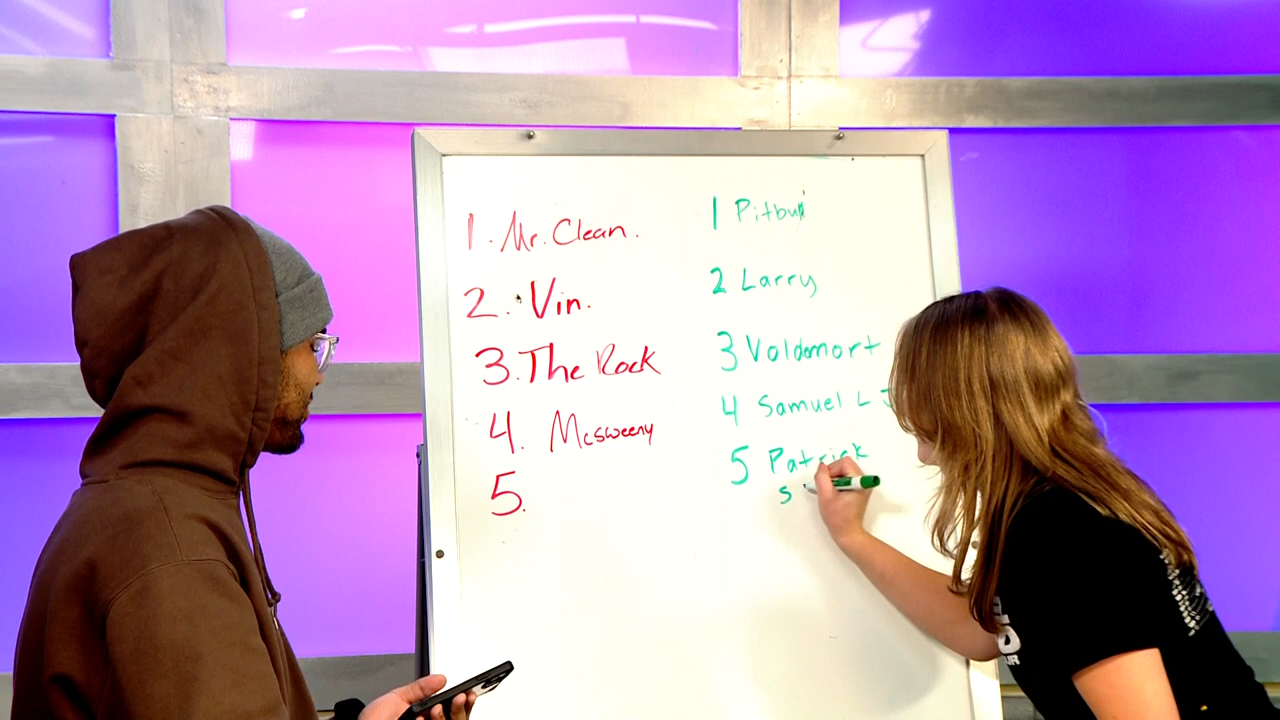 1. Mr. Clean.
2. Vin.
3. The Rock
4. Mcsweeny
5.
1 Pitbull
2 Larry
3 Voldemort
4 Samuel L J
5 Patrick
S